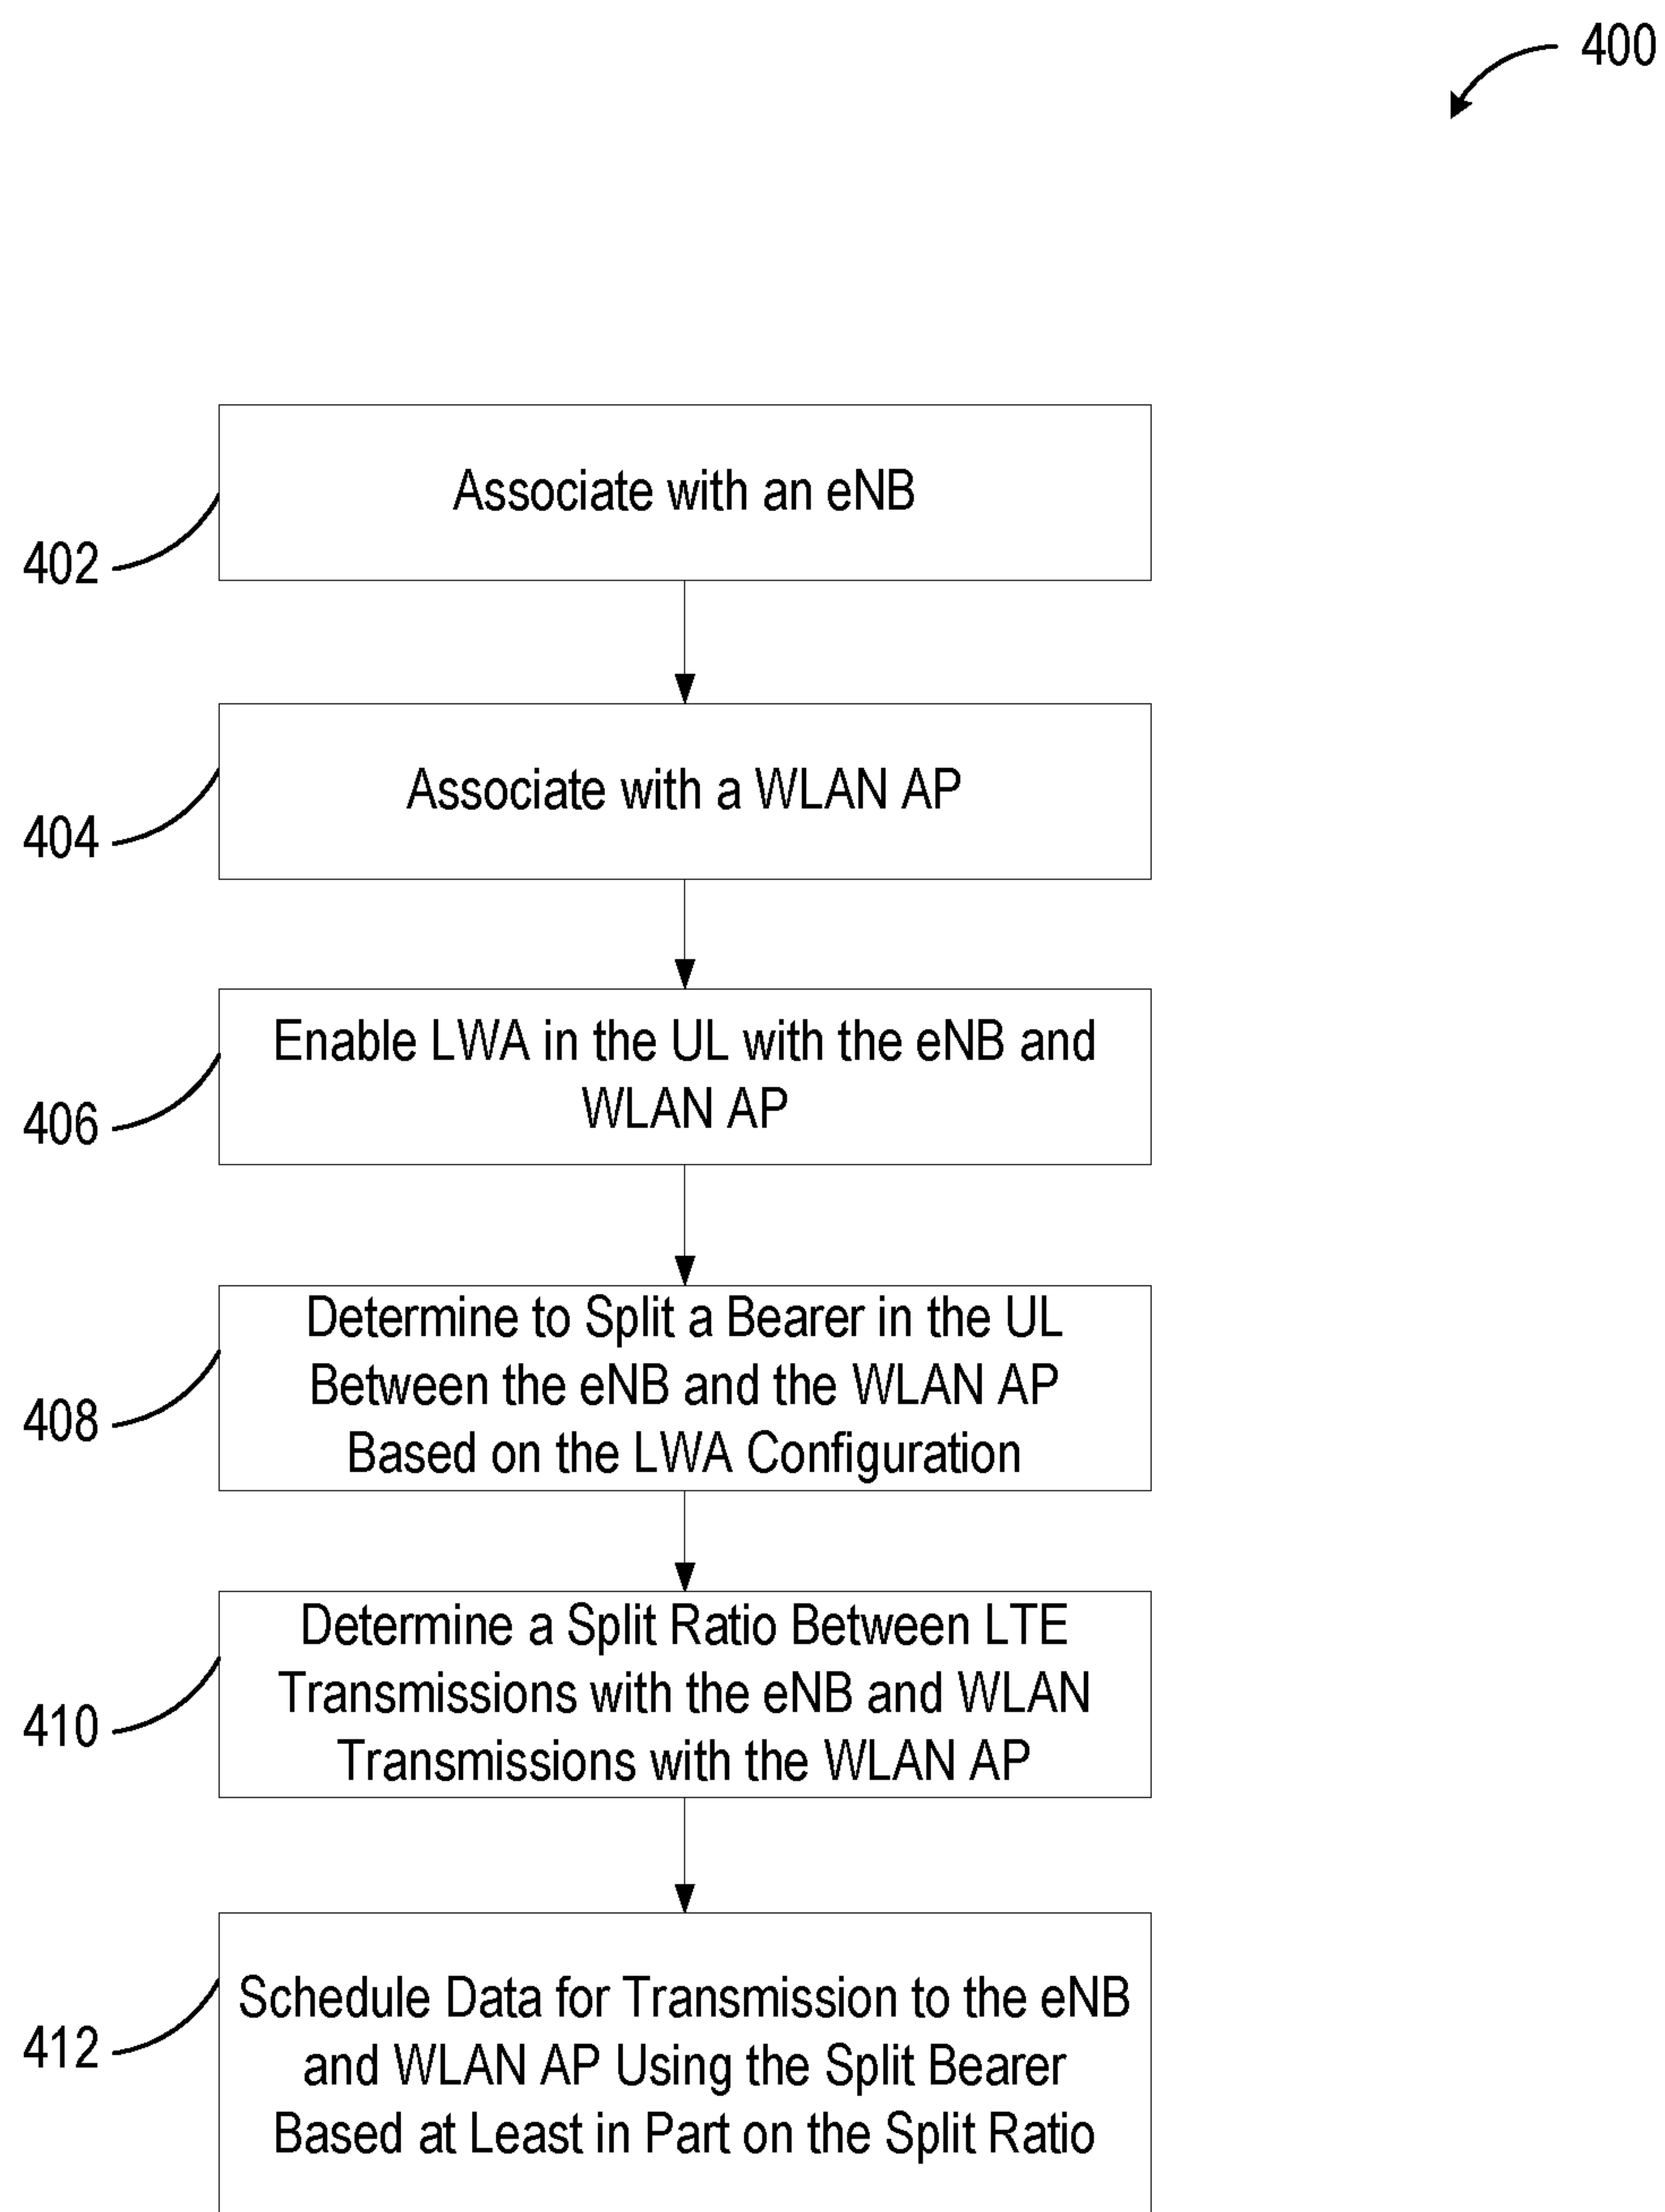 400
Associate with an eNB
402
Associate with a WLAN AP
404
Enable LWA in the UL with the eNB and
WLAN AP
406
Determine to Split a Bearer in the UL
Between the eNB and the WLAN AP
Based on the LWA Configuration
408
Determine a Split Ratio Between LTE
Transmissions with the eNB and WLAN
Transmissions with the WLAN AP
410
Schedule Data for Transmission to the eNB
and WLAN AP Using the Split Bearer
Based at Least in Part on the Split Ratio
412